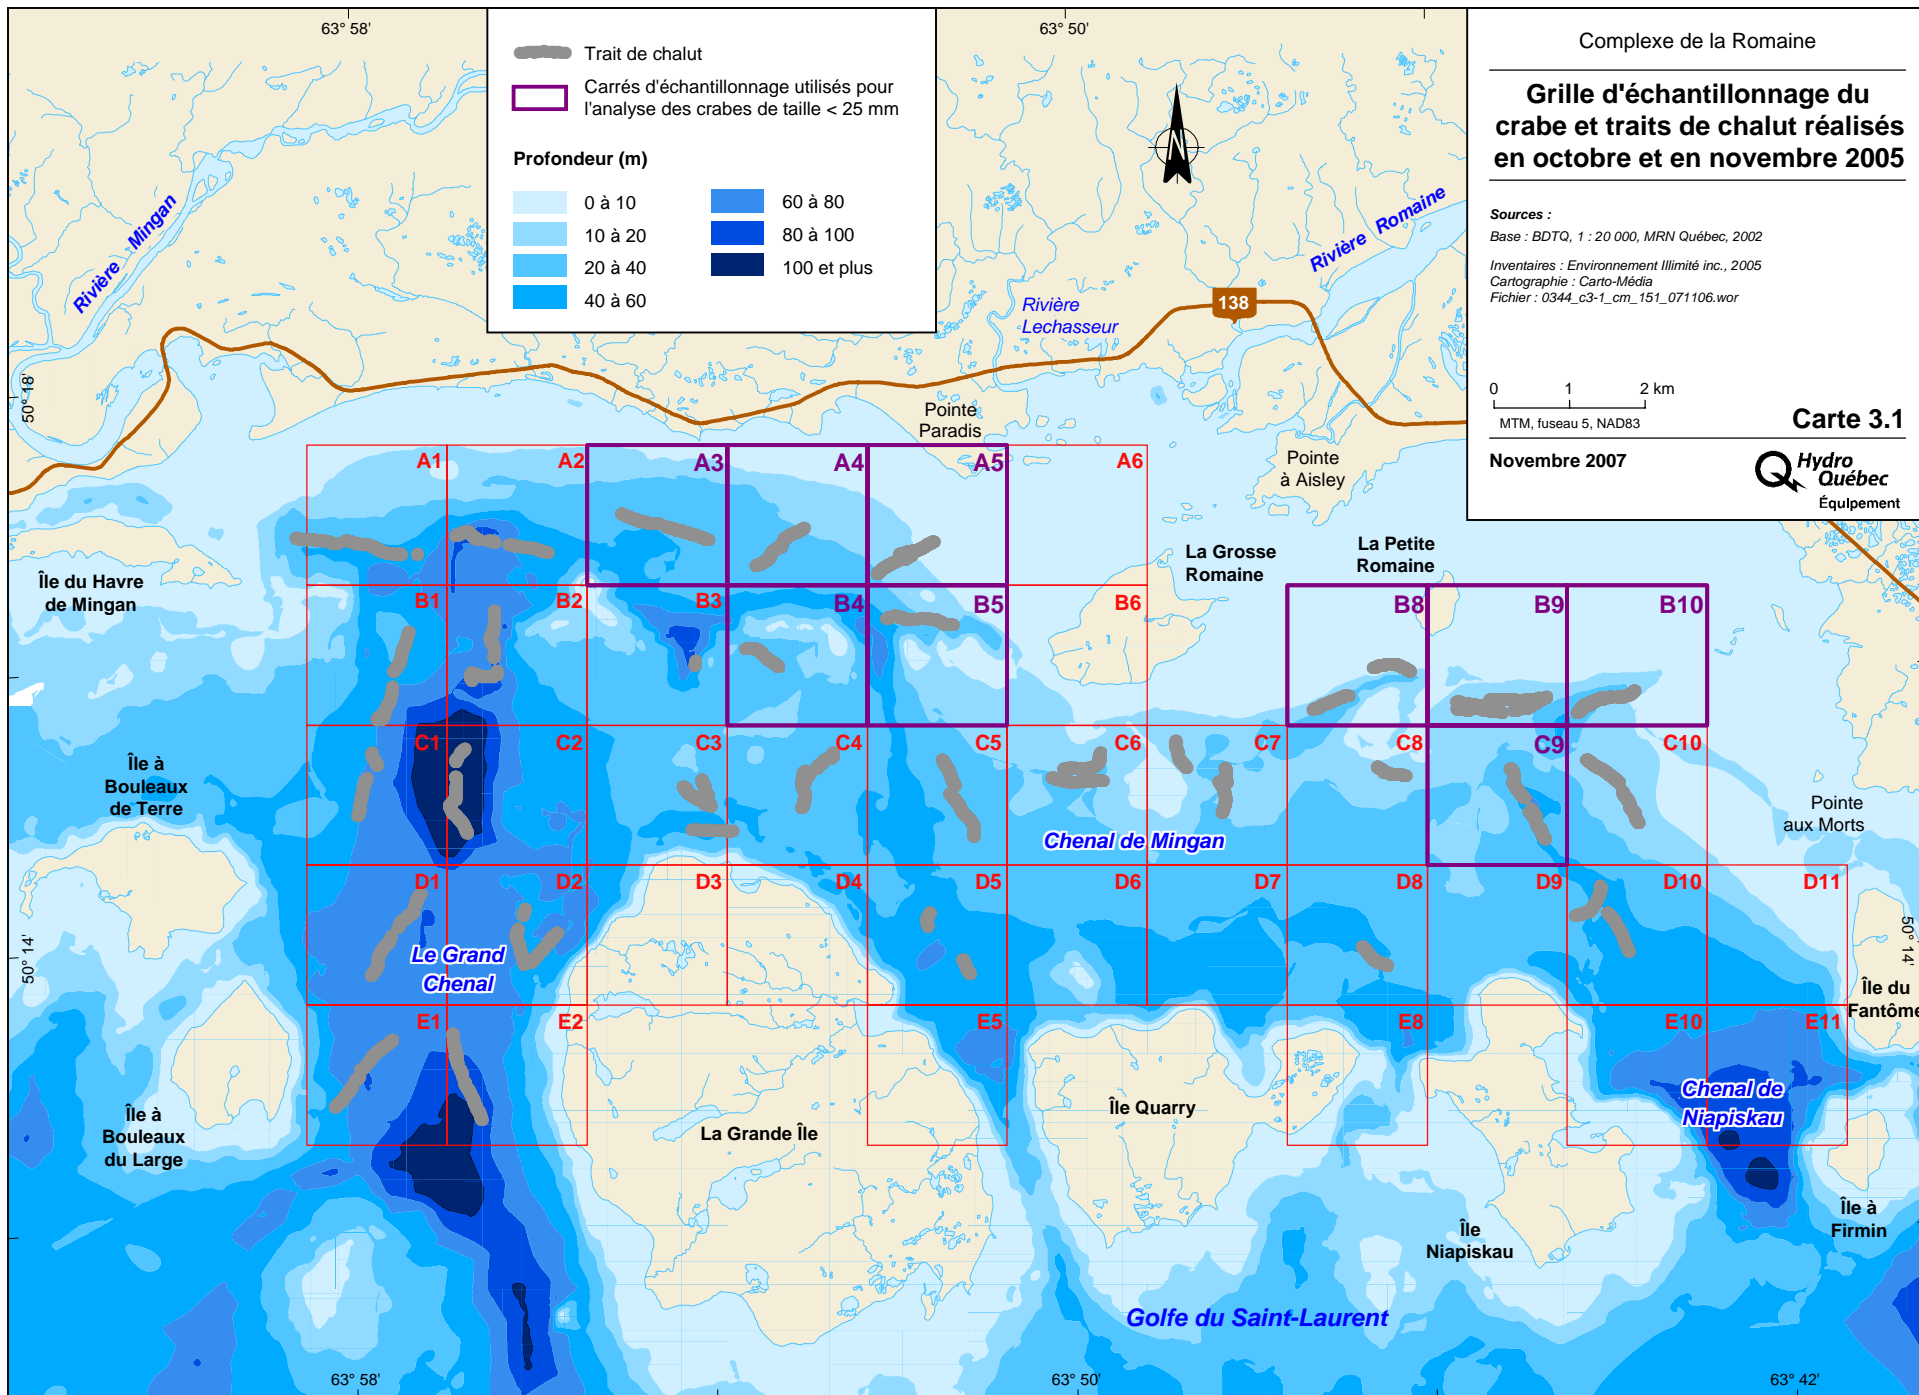 63° 58'
63° 50'
Trait de chalut
Carrés d'échantillonnage utilisés pour
l'analyse des crabes de taille < 25 mm
Profondeur (m)
0 à 10
10 à 20
20 à 40
40 à 60
60 à 80
80 à 100
100 et plus
Complexe de la Romaine
Grille d'échantillonnage du
crabe et traits de chalut réalisés
en octobre et en novembre 2005
Sources :
Base : BDTQ, 1 : 20 000, MRN Québec, 2002
Inventaires : Environnement Illimité inc., 2005
Cartographie : Carto-Média
Fichier : 0344_c3-1_cm_151_071106.wor
0 1 2 km
MTM, fuseau 5, NAD83
Carte 3.1
Novembre 2007
Hydro
Québec
Équipement
Rivière Mingan
Rivière Romaine
Rivière
Lechasseur
138
50° 18'
Pointe
Paradis
Pointe
à Aisley
A1 A2 A3 A4 A5 A6
La Grosse
Romaine
La Petite
Romaine
Île du Havre
de Mingan
B1 B2 B3 B4 B5 B6 B8 B9 B10
C1 C2 C3 C4 C5 C6 C7 C8 C9 C10
Île à
Bouleaux
de Terre
Pointe
aux Morts
Chenal de Mingan
D1 D2 D3 D4 D5 D6 D7 D8 D9 D10 D11
50° 14'
50° 14'
Le Grand
Chenal
Île du
Fantôme
E1 E2 E5 E8 E10 E11
Chenal de
Niapiskau
Île à
Bouleaux
du Large
La Grande Île
Île Quarry
Île
Niapiskau
Île à
Firmin
Golfe du Saint-Laurent
63° 58'
63° 50'
63° 42'